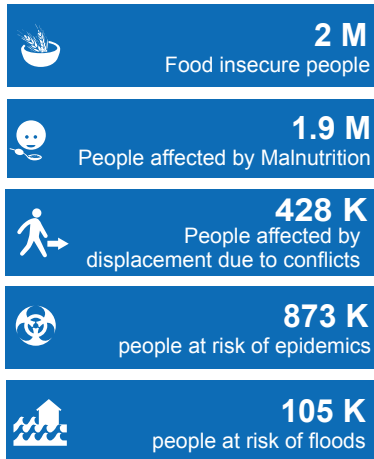 2 M
Food insecure people
1.9 M
People affected by Malnutrition
428 K
People affected by
displacement due to conflicts
873 K
people at risk of epidemics
105 K
people at risk of floods